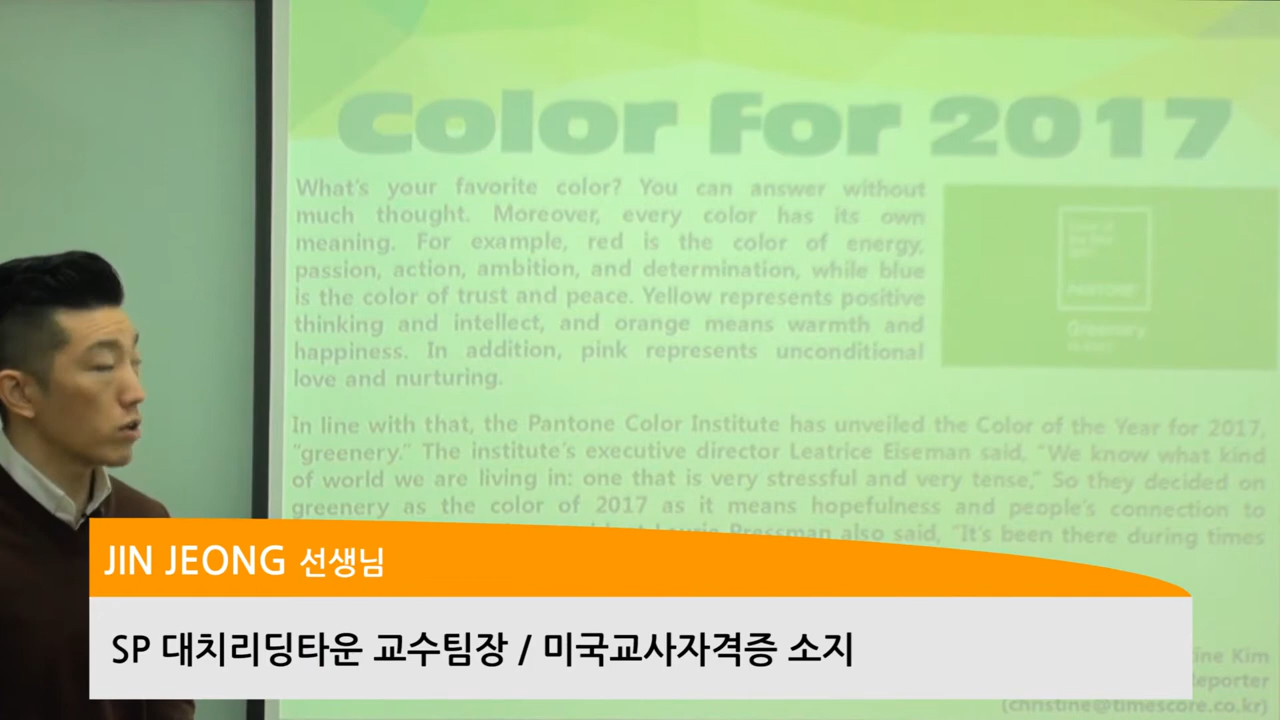 Color for 2017
What's your favorite color? You can answer without
much thought. Moreover, every color has its own
meaning. For example, red is the color of energy,
passion, action, ambition, and determination, while blue
is the color of trust and peace. Yellow represents positive
thinking and intellect, and orange means warmth and
happiness. In addition, pink represents unconditional
love and nurturing.
PANTONE
Greenery
In line with that, the Pantone Color Institute has unveiled the Color of the Year for 2017,
"greenery." The institute's executive director Leatrice Eiseman said, "We know what kind
of world we are living in: one that is very stressful and very tense," So they decided on
greenery as the color of 2017 as it means hopefulness and people's connection to
Laurie Pressman also said, "It's been there during times
JIN JEONG 선생님
SP 대치리딩타운 교수팀장 / 미국교사자격증 소지
Kim
(christine@timescore.co.kr)